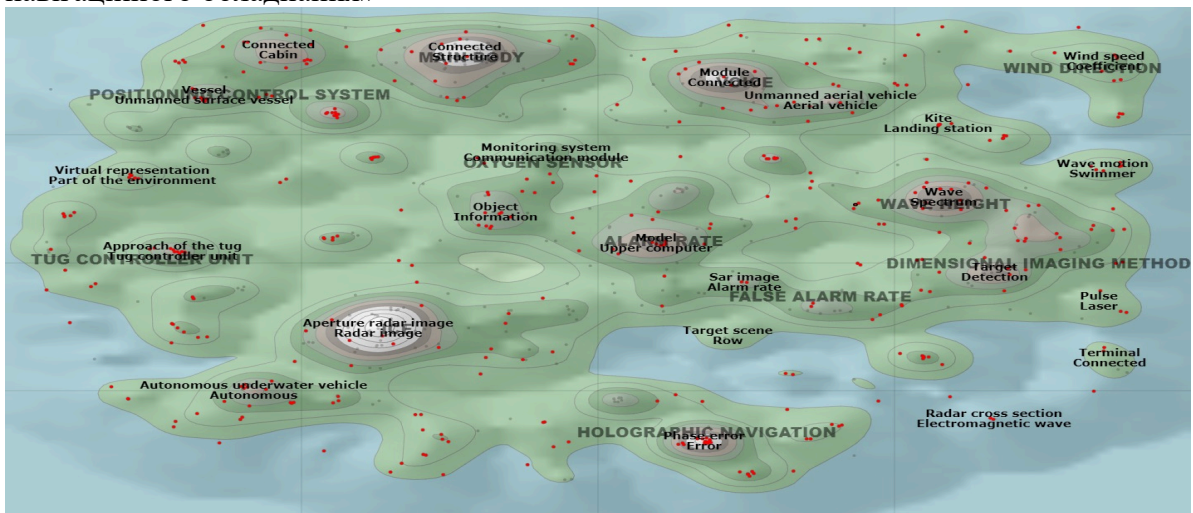 Connected
Cabin
Connected
Structure
MAIN BODY
Module
Connected
Wind speed
Coefficient
WIND DIRECTION
Vessel
Unmanned surface vessel
POSITIONING CONTROL SYSTEM
Unmanned aerial vehicle
Aerial vehicle
Kite
Landing station
Monitoring system
Communication module
OXYGEN SENSOR
Virtual representation
Part of the environment
Wave motion
Swimmer
Wave
Spectrum
WAVE HEIGHT
Object
Information
Approach of the tug
Tug controller unit
TUG CONTROLLER UNIT
Model
Upper computer
ALARM RATE
DIMENSIONAL IMAGING METHOD
Target
Detection
Sar image
Alarm rate
FALSE ALARM RATE
Pulse
Laser
Aperture radar image
Radar image
Target scene
Row
Terminal
Connected
Autonomous underwater vehicle
Autonomous
Radar cross section
Electromagnetic wave
HOLOGRAPHIC NAVIGATION
Phase error
Error